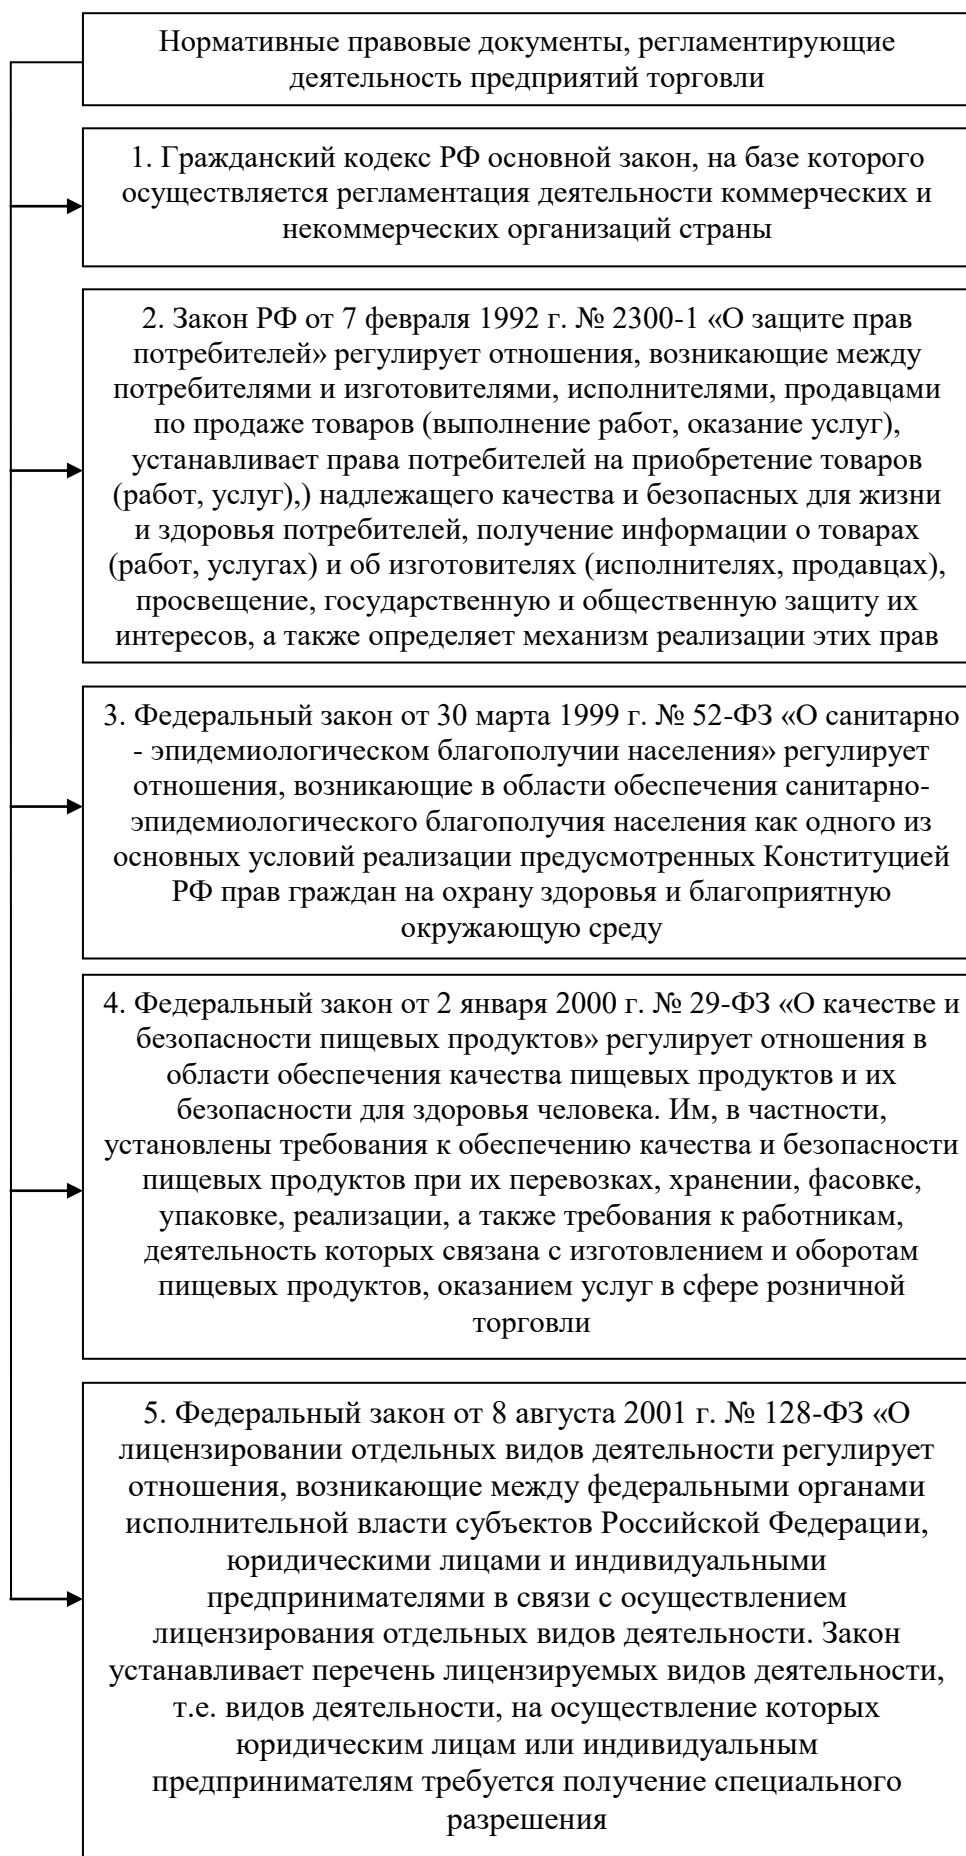 Нормативные правовые документы, регламентирующие
деятельность предприятий торговли
1. Гражданский кодекс РФ основной закон, на базе которого
осуществляется регламентация деятельности коммерческих и
некоммерческих организаций страны
2. Закон РФ от 7 февраля 1992 г. № 2300-1 «О защите прав
потребителей» регулирует отношения, возникающие между
потребителями и изготовителями, исполнителями, продавцами
по продаже товаров (выполнение работ, оказание услуг),
устанавливает права потребителей на приобретение товаров
(работ, услуг),) надлежащего качества и безопасных для жизни
и здоровья потребителей, получение информации о товарах
(работ, услугах) и об изготовителях (исполнителях, продавцах),
просвещение, государственную и общественную защиту их
интересов, а также определяет механизм реализации этих прав
3. Федеральный закон от 30 марта 1999 г. № 52-ФЗ «О санитарно
- эпидемиологическом благополучии населения» регулирует
отношения, возникающие в области обеспечения санитарно-
эпидемиологического благополучия населения как одного из
основных условий реализации предусмотренных Конституцией
РФ прав граждан на охрану здоровья и благоприятную
окружающую среду
4. Федеральный закон от 2 января 2000 г. № 29-ФЗ «О качестве и
безопасности пищевых продуктов» регулирует отношения в
области обеспечения качества пищевых продуктов и их
безопасности для здоровья человека. Им, в частности,
установлены требования к обеспечению качества и безопасности
пищевых продуктов при их перевозках, хранении, фасовке,
упаковке, реализации, а также требования к работникам,
деятельность которых связана с изготовлением и оборотам
пищевых продуктов, оказанием услуг в сфере розничной
торговли
5. Федеральный закон от 8 августа 2001 г. № 128-ФЗ «О
лицензировании отдельных видов деятельности регулирует
отношения, возникающие между федеральными органами
исполнительной власти субъектов Российской Федерации,
юридическими лицами и индивидуальными
предпринимателями в связи с осуществлением
лицензирования отдельных видов деятельности. Закон
устанавливает перечень лицензируемых видов деятельности,
т.е. видов деятельности, на осуществление которых
юридическим лицам или индивидуальным
предпринимателям требуется получение специального
разрешения